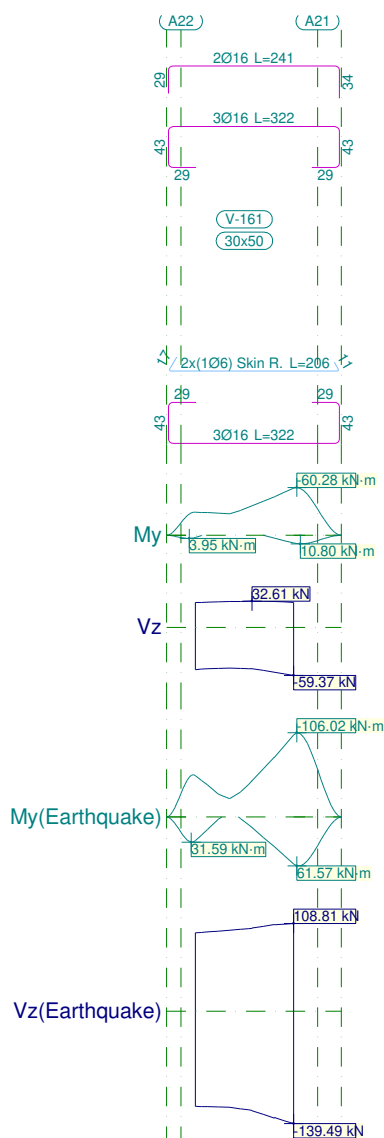 A22 A21
2Ø16 L=241
29 34
3Ø16 L=322
43 43
29 29
V-161
30x50
17 2x(1Ø6) Skin R. L=206 11
29 29
43 43
3Ø16 L=322
-60.28 kN·m
My
3.95 kN·m 10.80 kN·m
32.61 kN
Vz
-59.37 kN
-106.02 kN·m
My(Earthquake)
31.59 kN·m
61.57 kN·m
108.81 kN
Vz(Earthquake)
-139.49 kN